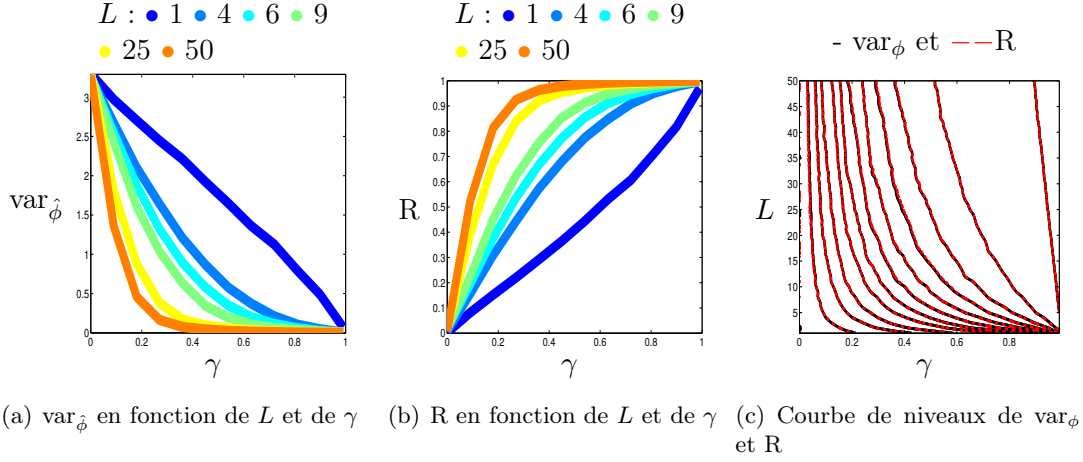 L : 1 4 6 9
25 50
3
2.5
2
1.5
1
0.5
0
var_ϕ̂
0 0.2 0.4 0.6 0.8 1
γ
(a) var_ϕ̂ en fonction de L et de γ
L : 1 4 6 9
25 50
1
0.9
0.8
0.7
0.6
0.5
0.4
0.3
0.2
0.1
0
R
0 0.2 0.4 0.6 0.8 1
γ
(b) R en fonction de L et de γ
- var_ϕ et −−R
50
45
40
35
30
25
20
15
10
5
L
0 0.2 0.4 0.6 0.8
γ
(c) Courbe de niveaux de var_ϕ
et R